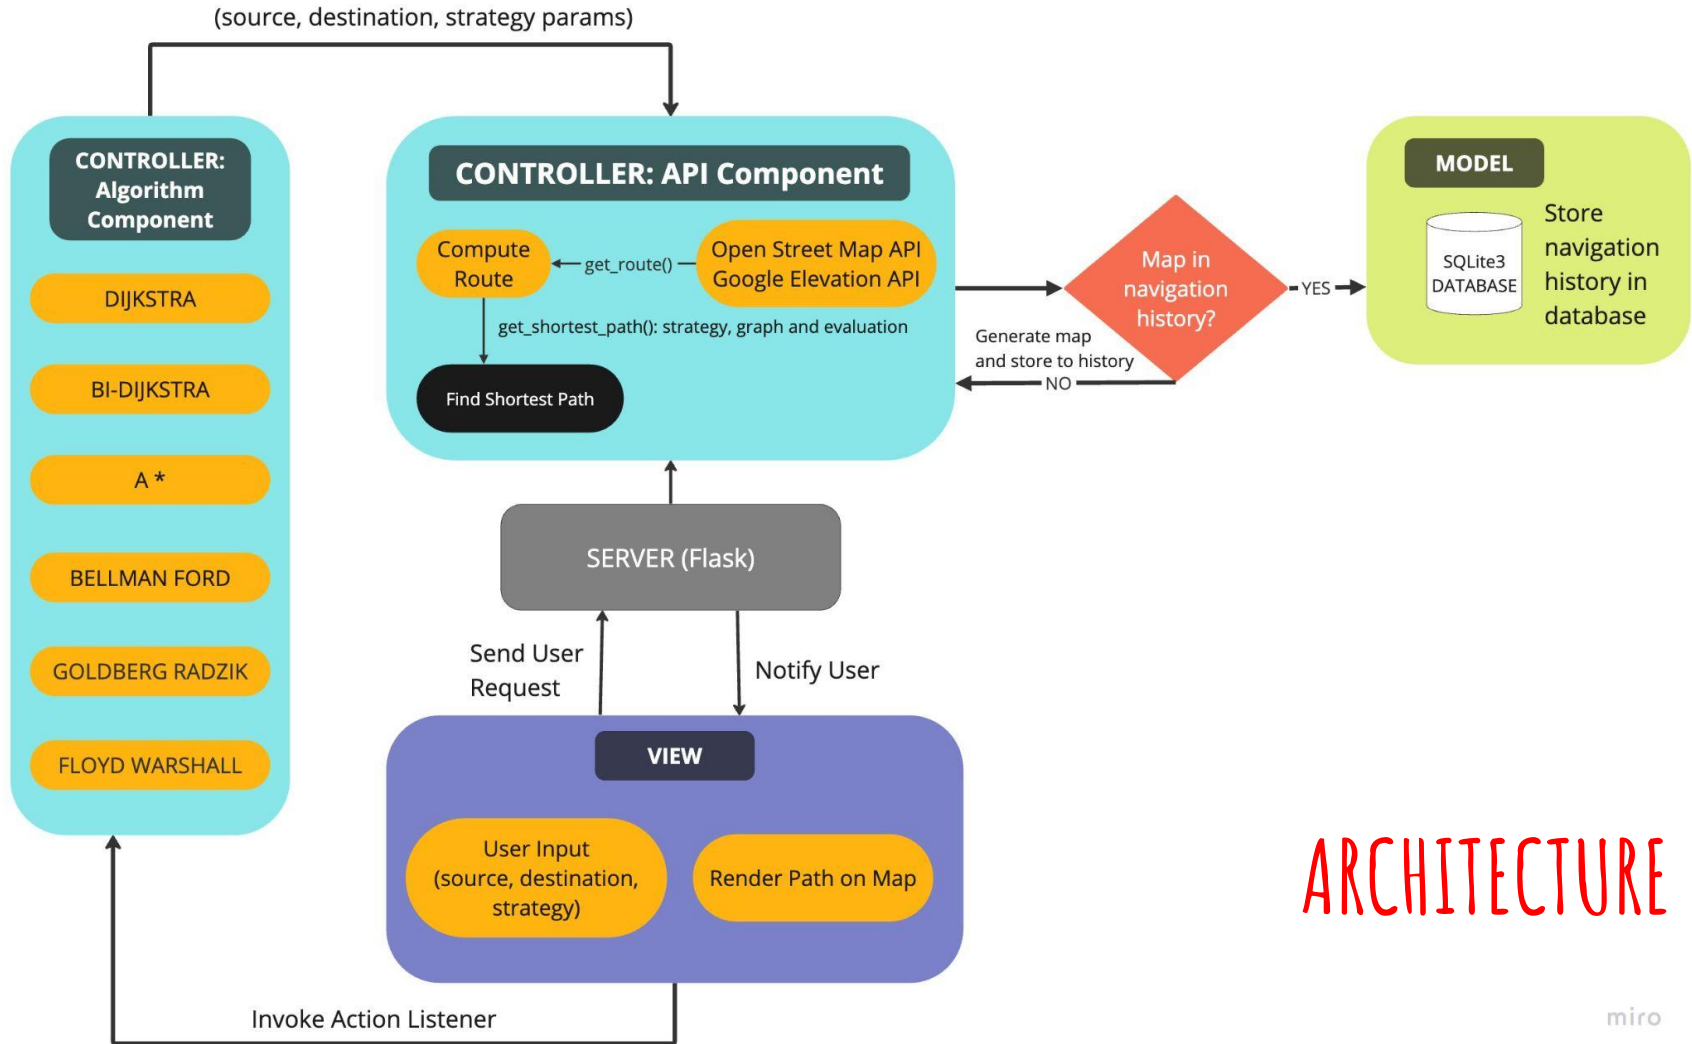 (source, destination, strategy params)
CONTROLLER:
Algorithm
Component
DIJKSTRA
BI-DIJKSTRA
A *
BELLMAN FORD
GOLDBERG RADZIK
FLOYD WARSHALL
CONTROLLER: API Component
Compute
Route
get_route()
Open Street Map API
Google Elevation API
get_shortest_path(): strategy, graph and evaluation
Find Shortest Path
Map in
navigation
history?
YES
Generate map
and store to history
NO
MODEL
SQLite3
DATABASE
Store
navigation
history in
database
SERVER (Flask)
Send User
Request
Notify User
VIEW
User Input
(source, destination,
strategy)
Render Path on Map
Invoke Action Listener
ARCHITECTURE
miro